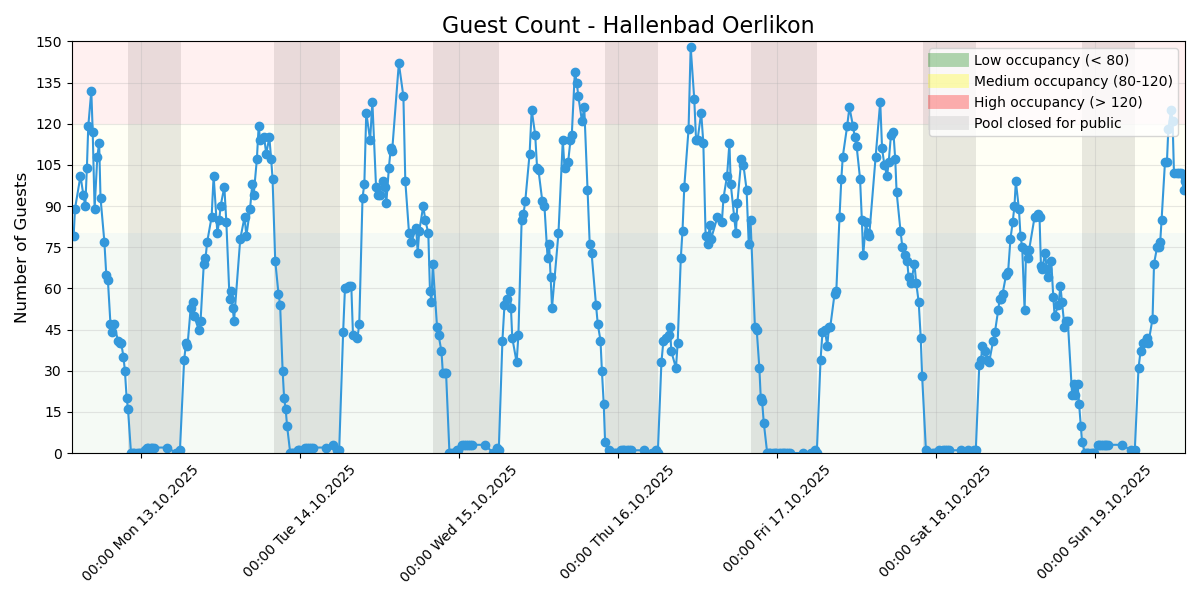 Guest Count - Hallenbad Oerlikon
Number of Guests
150
135
120
105
90
75
60
45
30
15
0
Low occupancy (< 80)
Medium occupancy (80-120)
High occupancy (> 120)
Pool closed for public
00:00 Mon 13.10.2025
00:00 Tue 14.10.2025
00:00 Wed 15.10.2025
00:00 Thu 16.10.2025
00:00 Fri 17.10.2025
00:00 Sat 18.10.2025
00:00 Sun 19.10.2025